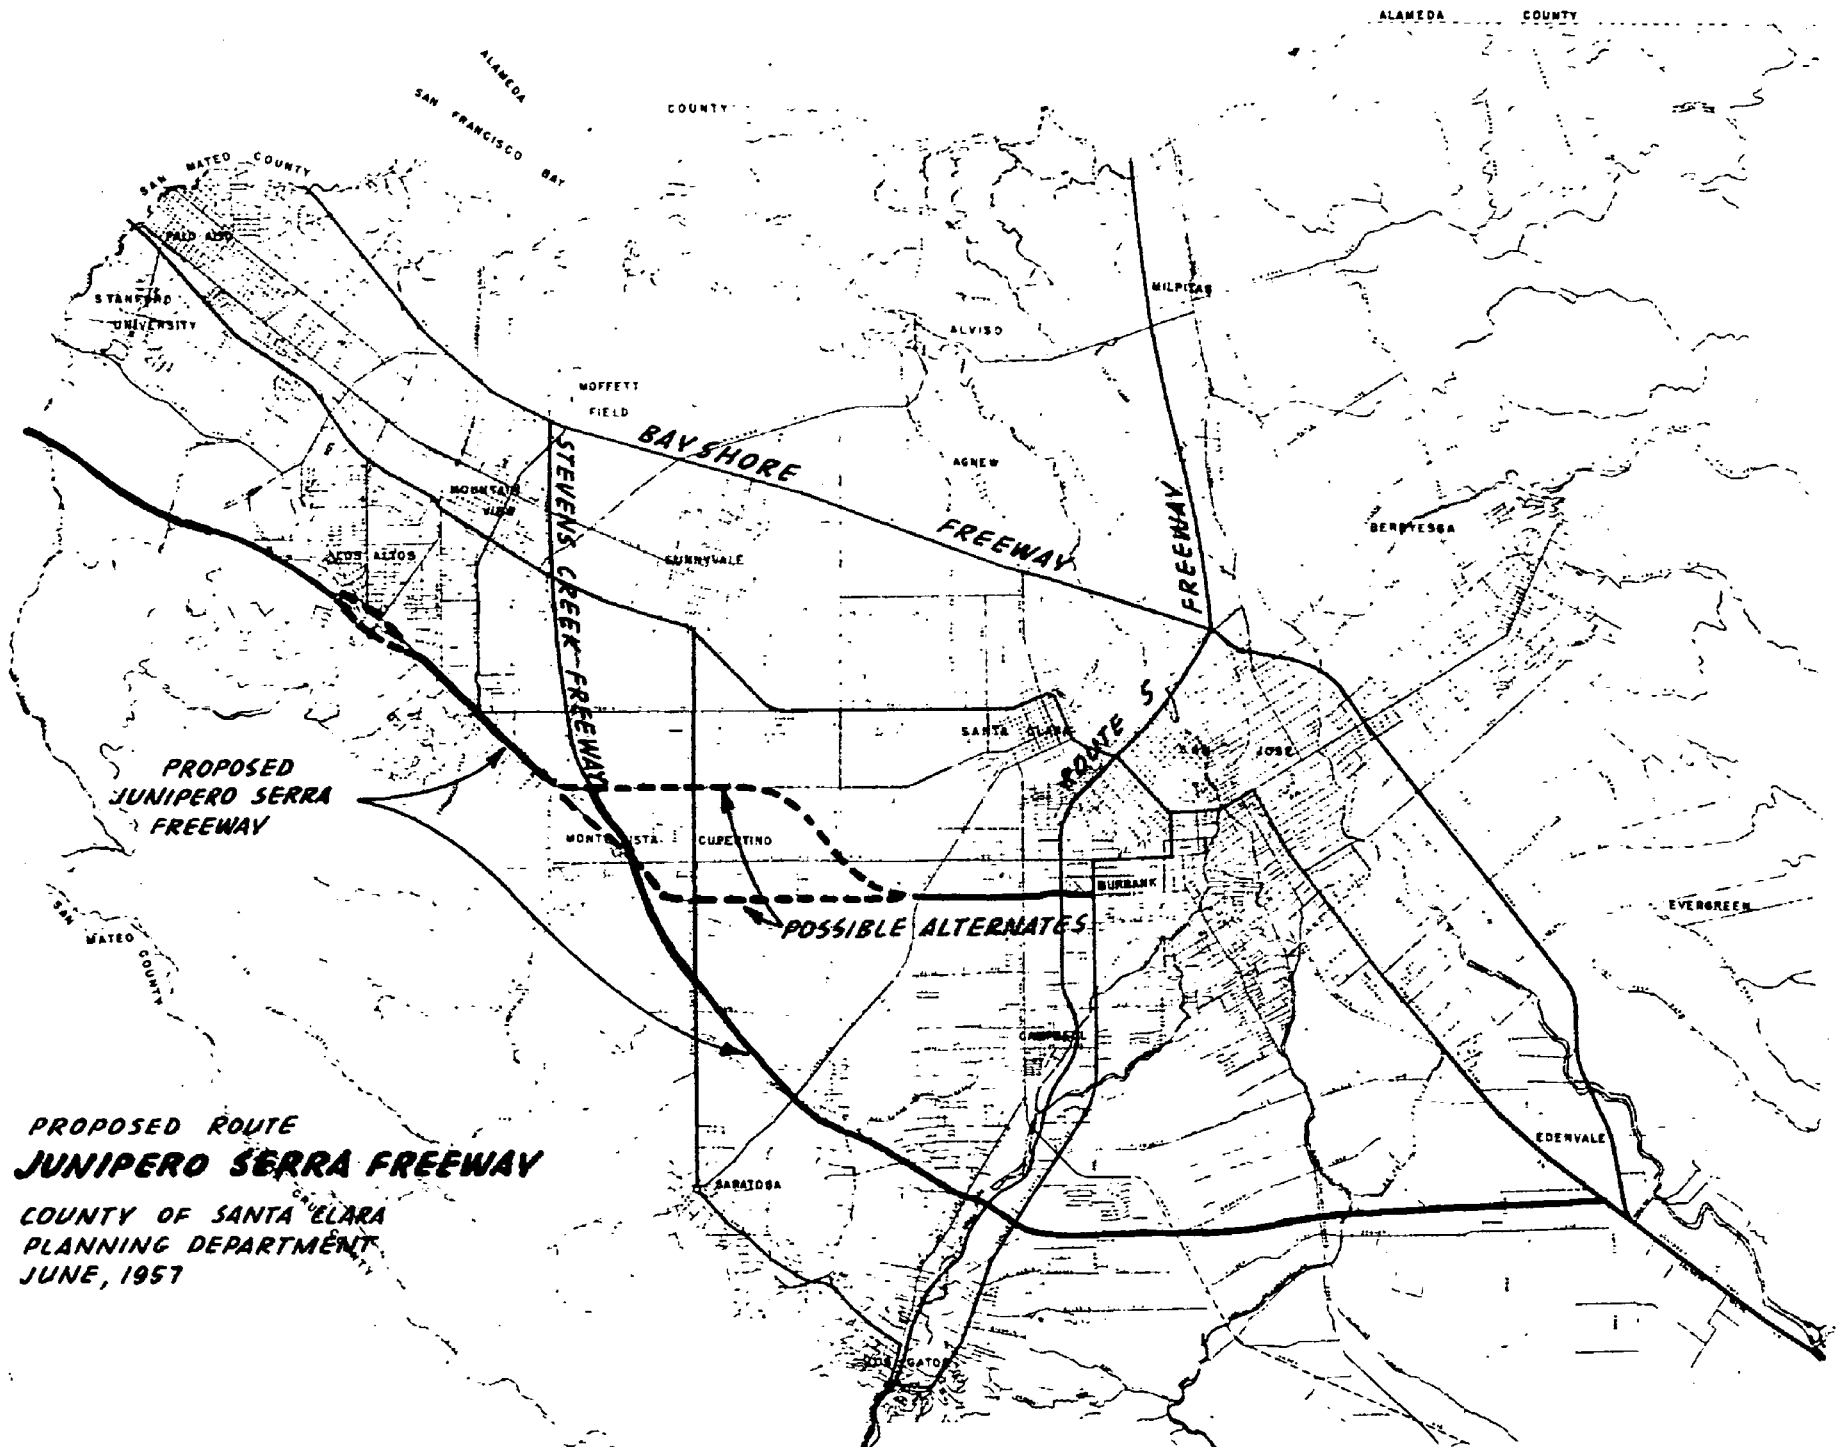 ALAMEDA COUNTY
ALAMEDA
SAN FRANCISCO BAY
COUNTY
SAN MATEO COUNTY
PALO ALTO
STANFORD
UNIVERSITY
MILPITAS
ALVISO
MOFFETT
FIELD
BAYSHORE FREEWAY
AGNEW
FREEWAY
BERRYESSA
MOUNTAIN
VIEW
STEVENS CREEK FREEWAY
LOS ALTOS
SUNNYVALE
SANTA CLARA
ROUTE 5
SAN JOSE
PROPOSED
JUNIPERO SERRA
FREEWAY
MONTE VISTA
CUPERTINO
BURBANK
POSSIBLE ALTERNATES
EVERGREEN
SAN
MATEO
COUNTY
CAMPBELL
EDENVALE
SARATOGA
LOS GATOS
PROPOSED ROUTE
JUNIPERO SERRA FREEWAY
COUNTY OF SANTA CLARA
PLANNING DEPARTMENT
JUNE, 1957